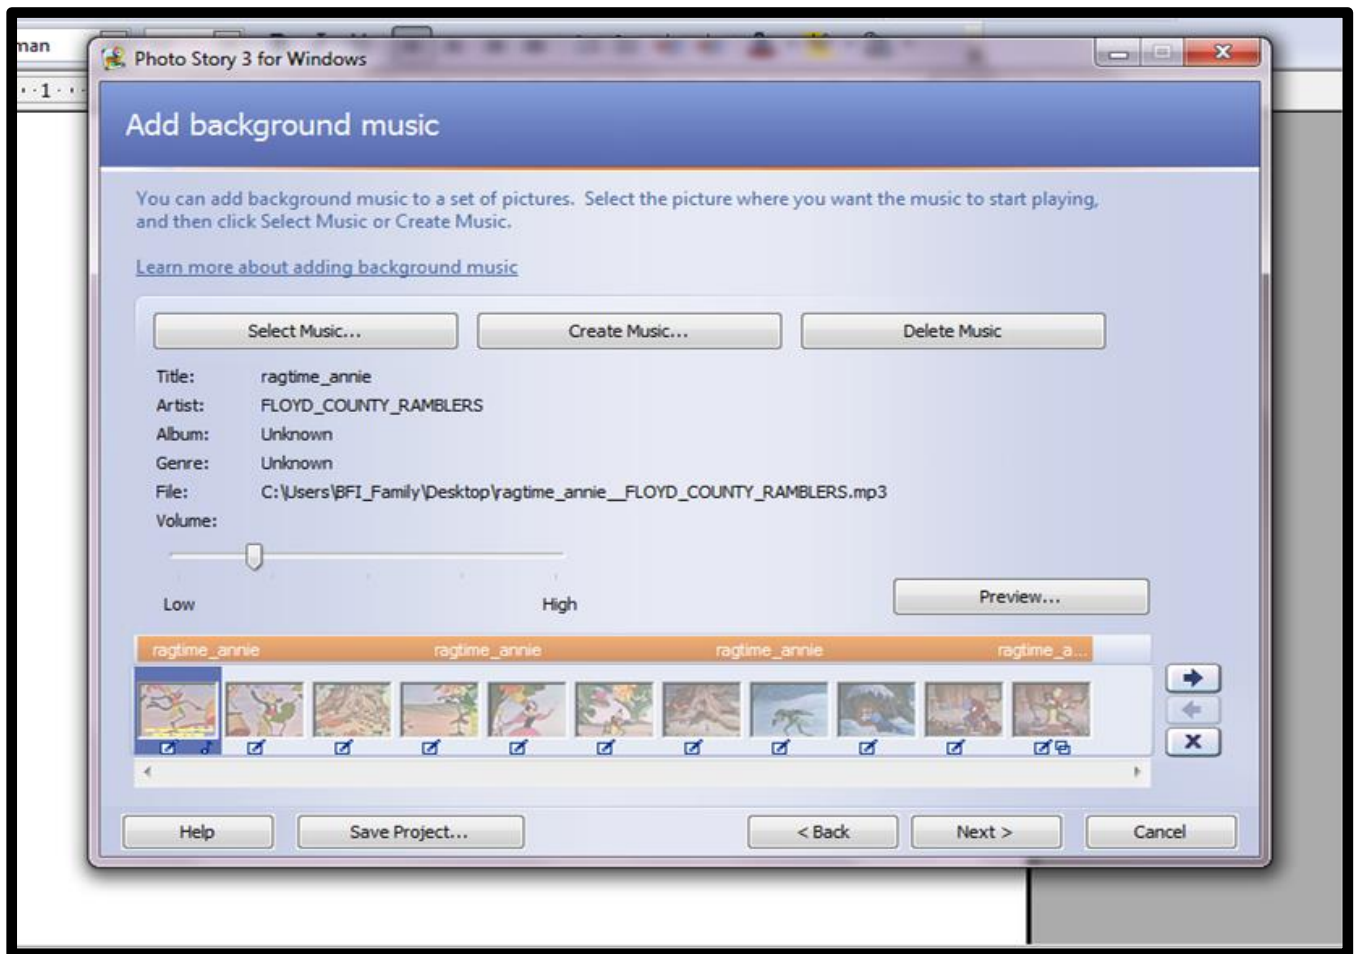 man
Photo Story 3 for Windows
1
Add background music
You can add background music to a set of pictures. Select the picture where you want the music to start playing,
and then click Select Music or Create Music.
Learn more about adding background music
Select Music... Create Music... Delete Music
Title: ragtime_annie
Artist: FLOYD_COUNTY_RAMBLERS
Album: Unknown
Genre: Unknown
File: C:\Users\BFI_Family\Desktop\ragtime_annie__FLOYD_COUNTY_RAMBLERS.mp3
Volume:
Low High Preview...
ragtime_annie ragtime_annie ragtime_annie ragtime_a...
Help Save Project... < Back Next > Cancel